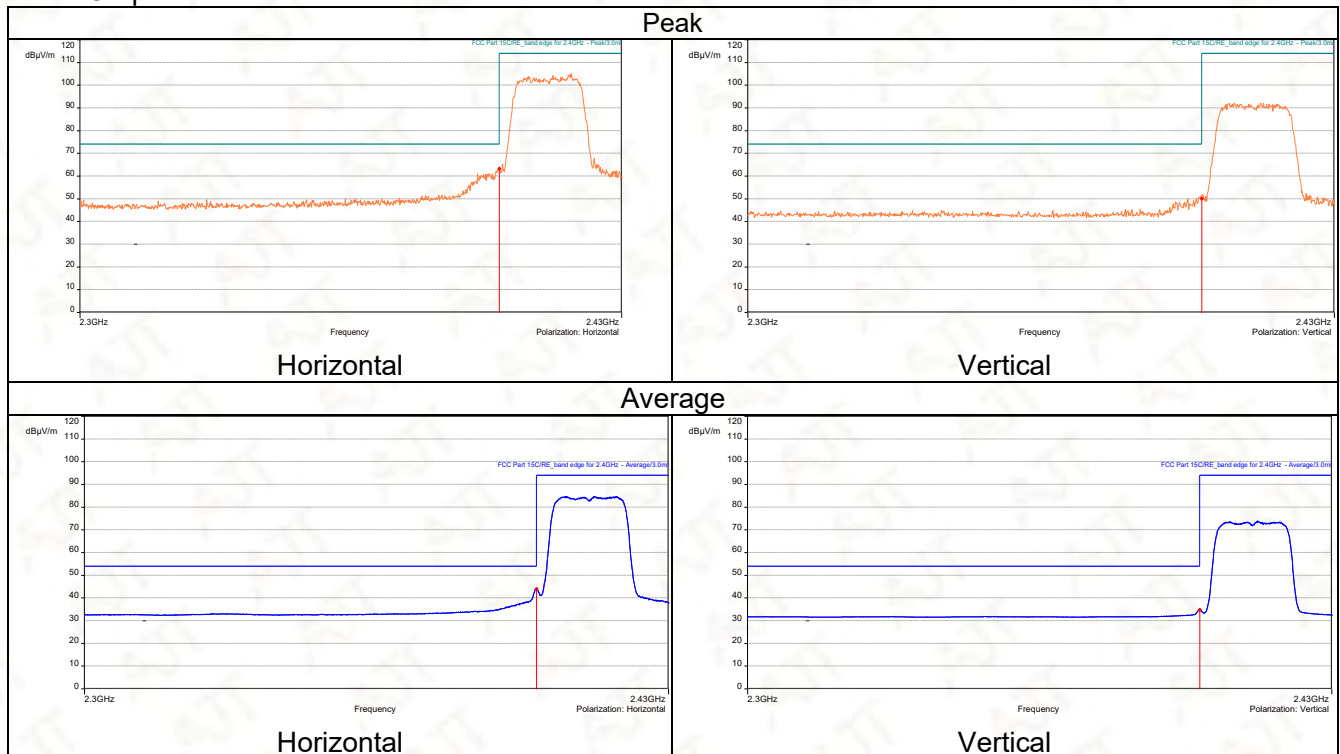 Peak
FCC Part 15C/RE_band edge for 2.4GHz - Peak/3.0m
dBµV/m
120
110
100
90
80
70
60
50
40
30
20
10
0
2.3GHz
2.43GHz
Frequency
Polarization: Horizontal
Horizontal
FCC Part 15C/RE_band edge for 2.4GHz - Peak/3.0m
dBµV/m
120
110
100
90
80
70
60
50
40
30
20
10
0
2.3GHz
2.43GHz
Frequency
Polarization: Vertical
Vertical
Average
dBµV/m
120
110
100
FCC Part 15C/RE_band edge for 2.4GHz - Average/3.0m
90
80
70
60
50
40
30
20
10
0
2.3GHz
2.43GHz
Frequency
Polarization: Horizontal
Horizontal
dBµV/m
120
110
100
FCC Part 15C/RE_band edge for 2.4GHz - Average/3.0m
90
80
70
60
50
40
30
20
10
0
2.3GHz
2.43GHz
Frequency
Polarization: Vertical
Vertical